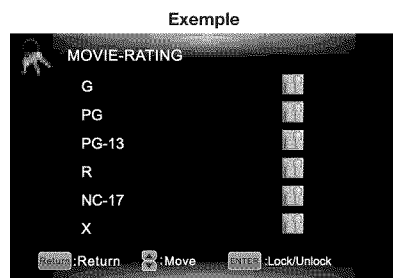 Exemple
MOVIE-RATING
G
PG
PG-13
R
NC-17
X
Return :Return :Move ENTER :Lock/Unlock